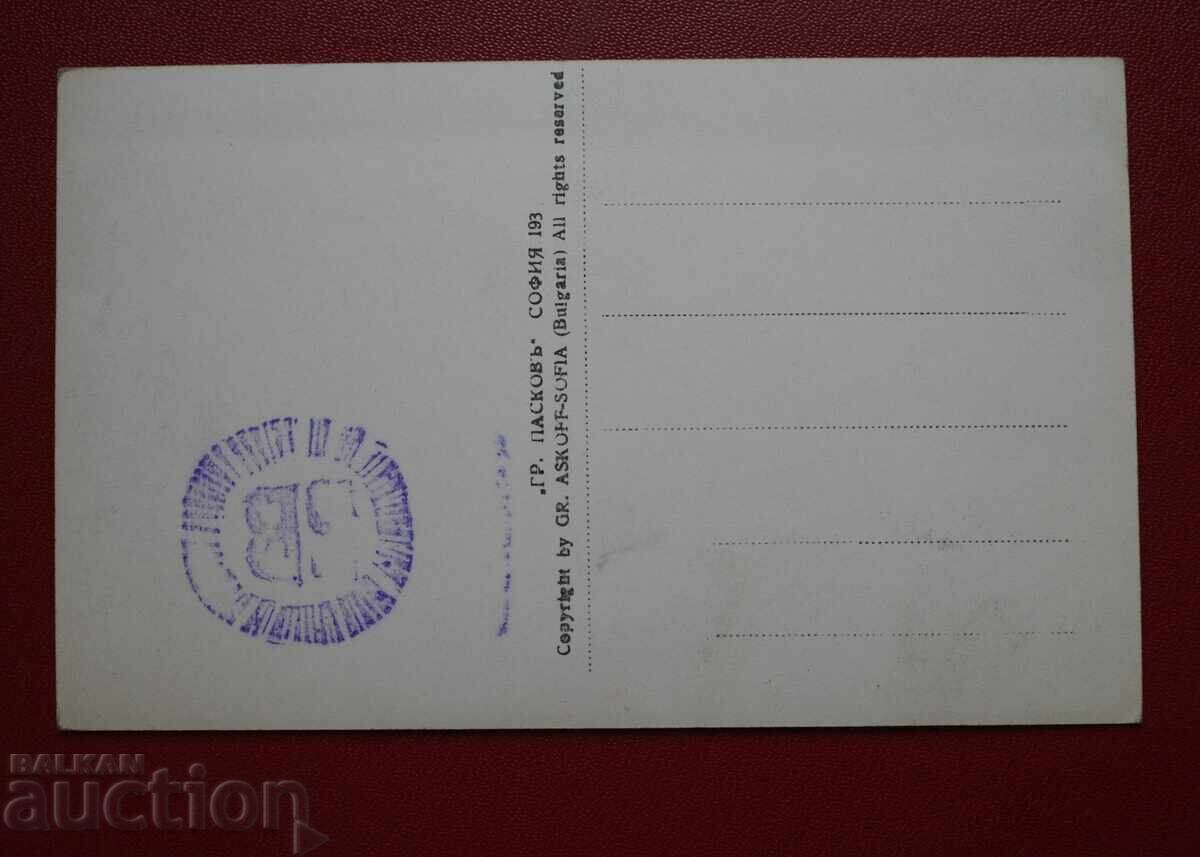 „ГР. ПАСКОВЪ“ СОФИЯ 193
Copyright by GR. ASKOFF-SOFIA (Bulgaria) All rights reserved
BALKAN
auction